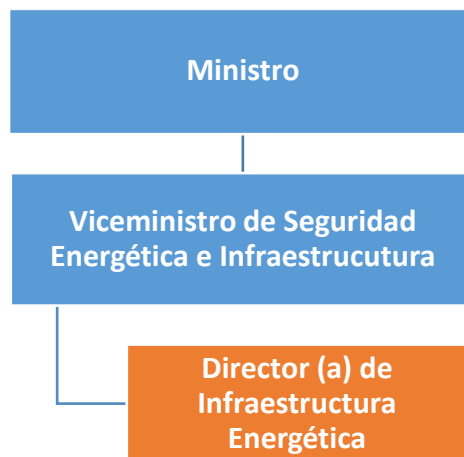 Ministro
Viceministro de Seguridad
Energética e Infraestrucutura
Director (a) de
Infraestructura
Energética